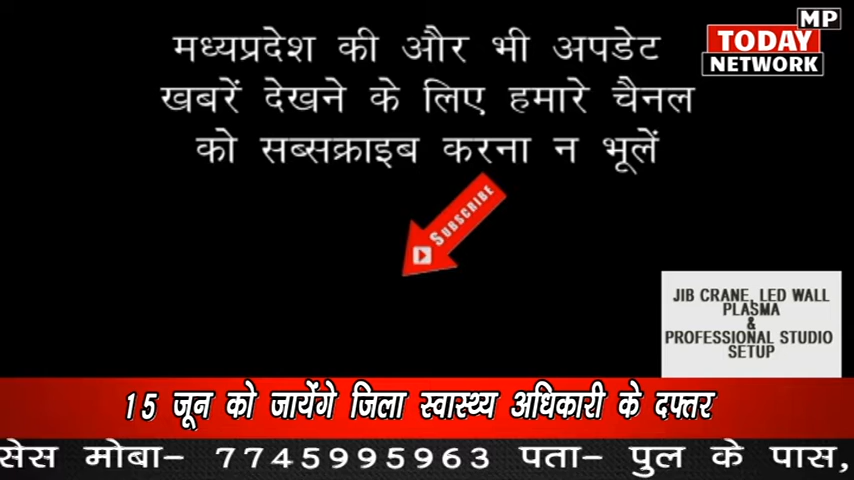 MP
TODAY
NETWORK
मध्यप्रदेश की और भी अपडेट
खबरें देखने के लिए हमारे चैनल
को सब्सक्राइब करना न भूलें
SUBSCRIBE
JIB CRANE, LED WALL
PLASMA
&
PROFESSIONAL STUDIO
SETUP
15 जून को जायेंगे जिला स्वास्थ्य अधिकारी के दफ्तर
सेस मोबा- 7745995963 पता- पुल के पास,